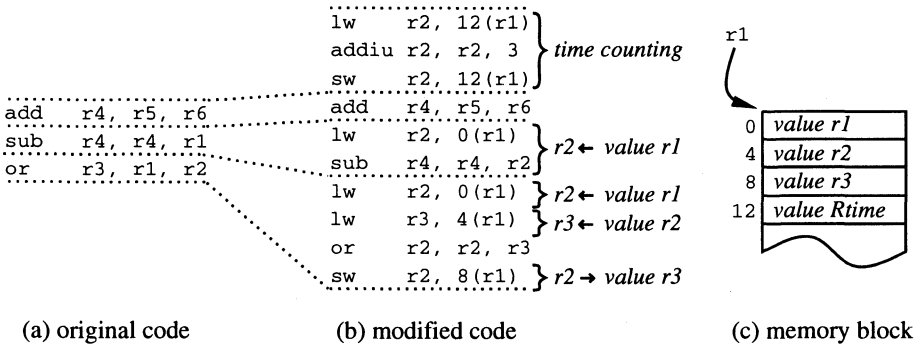 add r4, r5, r6
sub r4, r4, r1
or r3, r1, r2
(a) original code
lw r2, 12(r1)
addiu r2, r2, 3
sw r2, 12(r1)
time counting
add r4, r5, r6
lw r2, 0(r1)
sub r4, r4, r2
r2← value r1
lw r2, 0(r1) r2← value r1
lw r3, 4(r1) r3← value r2
or r2, r2, r3
sw r2, 8(r1) r2→ value r3
(b) modified code
r1
0 value r1
4 value r2
8 value r3
12 value Rtime
(c) memory block